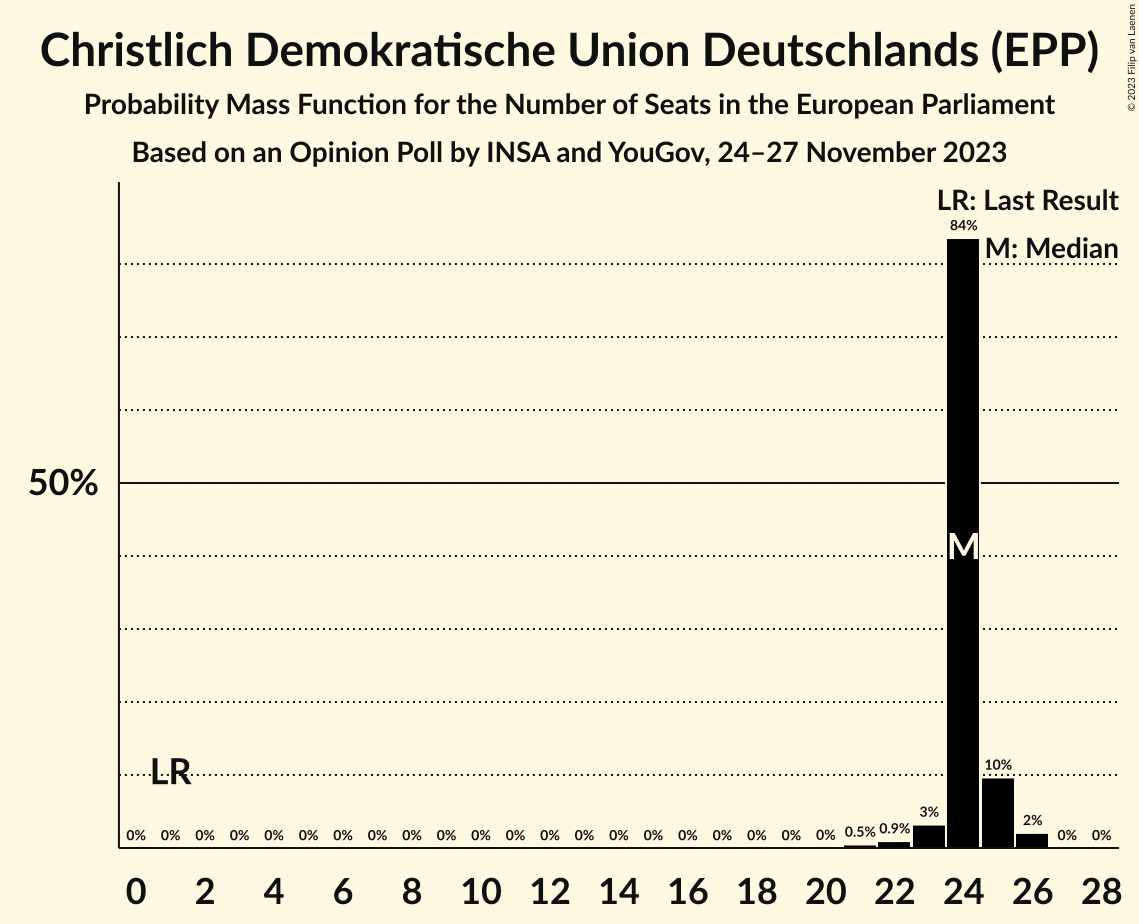 Christlich Demokratische Union Deutschlands (EPP)
Probability Mass Function for the Number of Seats in the European Parliament
Based on an Opinion Poll by INSA and YouGov, 24–27 November 2023
© 2023 Filip van Laenen
LR: Last Result
M: Median
84%
50%
M
LR
10%
3%
2%
0% 0% 0% 0% 0% 0% 0% 0% 0% 0% 0% 0% 0% 0% 0% 0% 0% 0% 0% 0% 0% 0.5% 0.9% 0% 0%
0 2 4 6 8 10 12 14 16 18 20 22 24 26 28